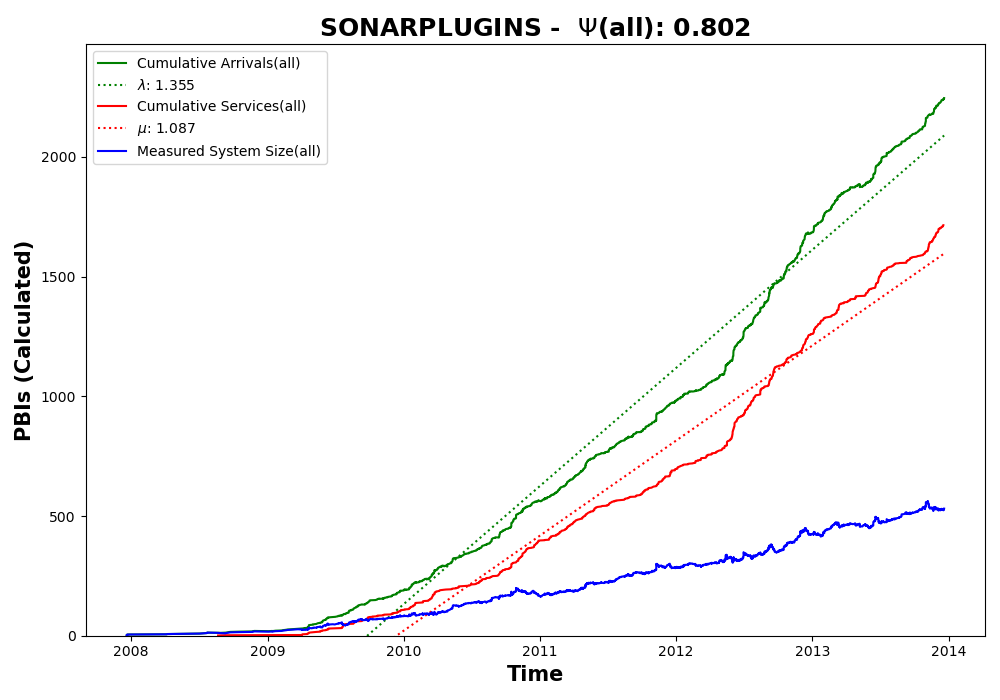 SONARPLUGINS - Ψ(all): 0.802
Cumulative Arrivals(all)
λ: 1.355
Cumulative Services(all)
μ: 1.087
Measured System Size(all)
PBIs (Calculated)
2000
1500
1000
500
0
2008 2009 2010 2011 2012 2013 2014
Time